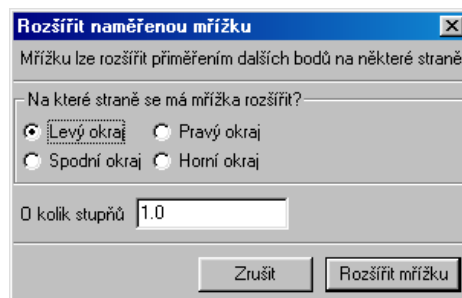 Rozšířit naměřenou mřížku
Mřížku lze rozšířit přiměřením dalších bodů na některé straně
Na které straně se má mřížka rozšířit?
Levý okraj Pravý okraj
Spodní okraj Horní okraj
O kolik stupňů 1.0
Zrušit Rozšířit mřížku